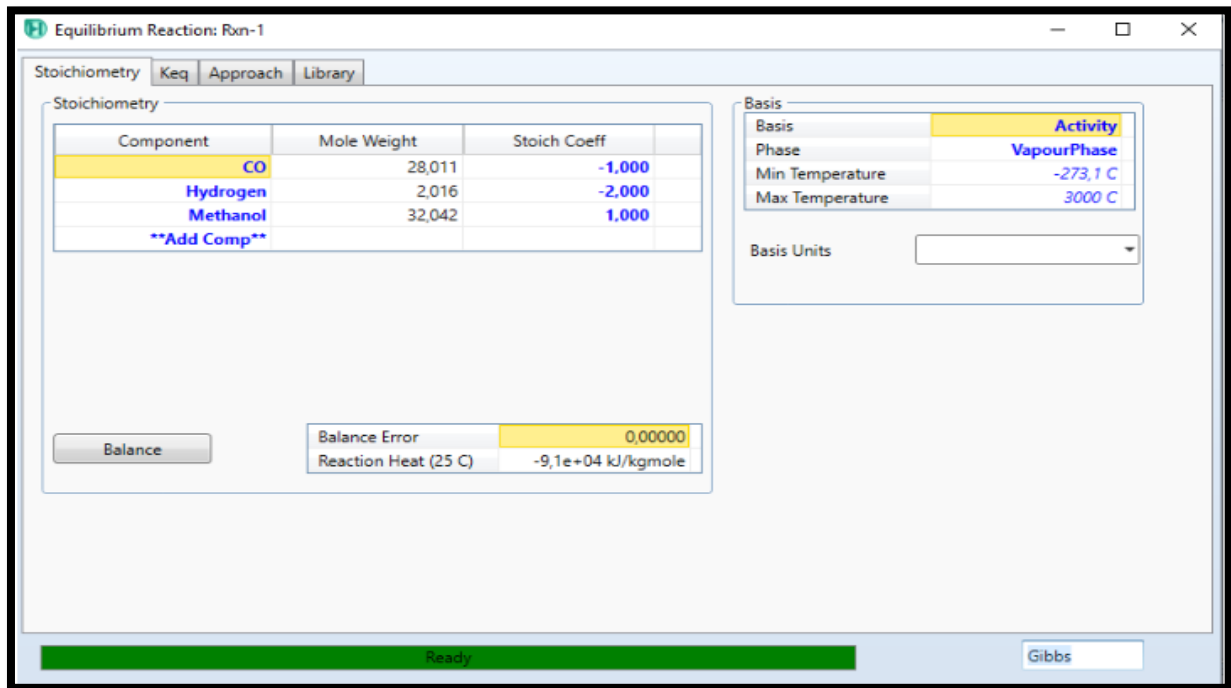 Equilibrium Reaction: Rxn-1
Stoichiometry Keq Approach Library
Stoichiometry
Component Mole Weight Stoich Coeff
CO 28,011 -1,000
Hydrogen 2,016 -2,000
Methanol 32,042 1,000
**Add Comp**
Balance
Balance Error 0,00000
Reaction Heat (25 C) -9,1e+04 kJ/kgmole
Basis
Basis Activity
Phase VapourPhase
Min Temperature -273,1 C
Max Temperature 3000 C
Basis Units
Ready
Gibbs